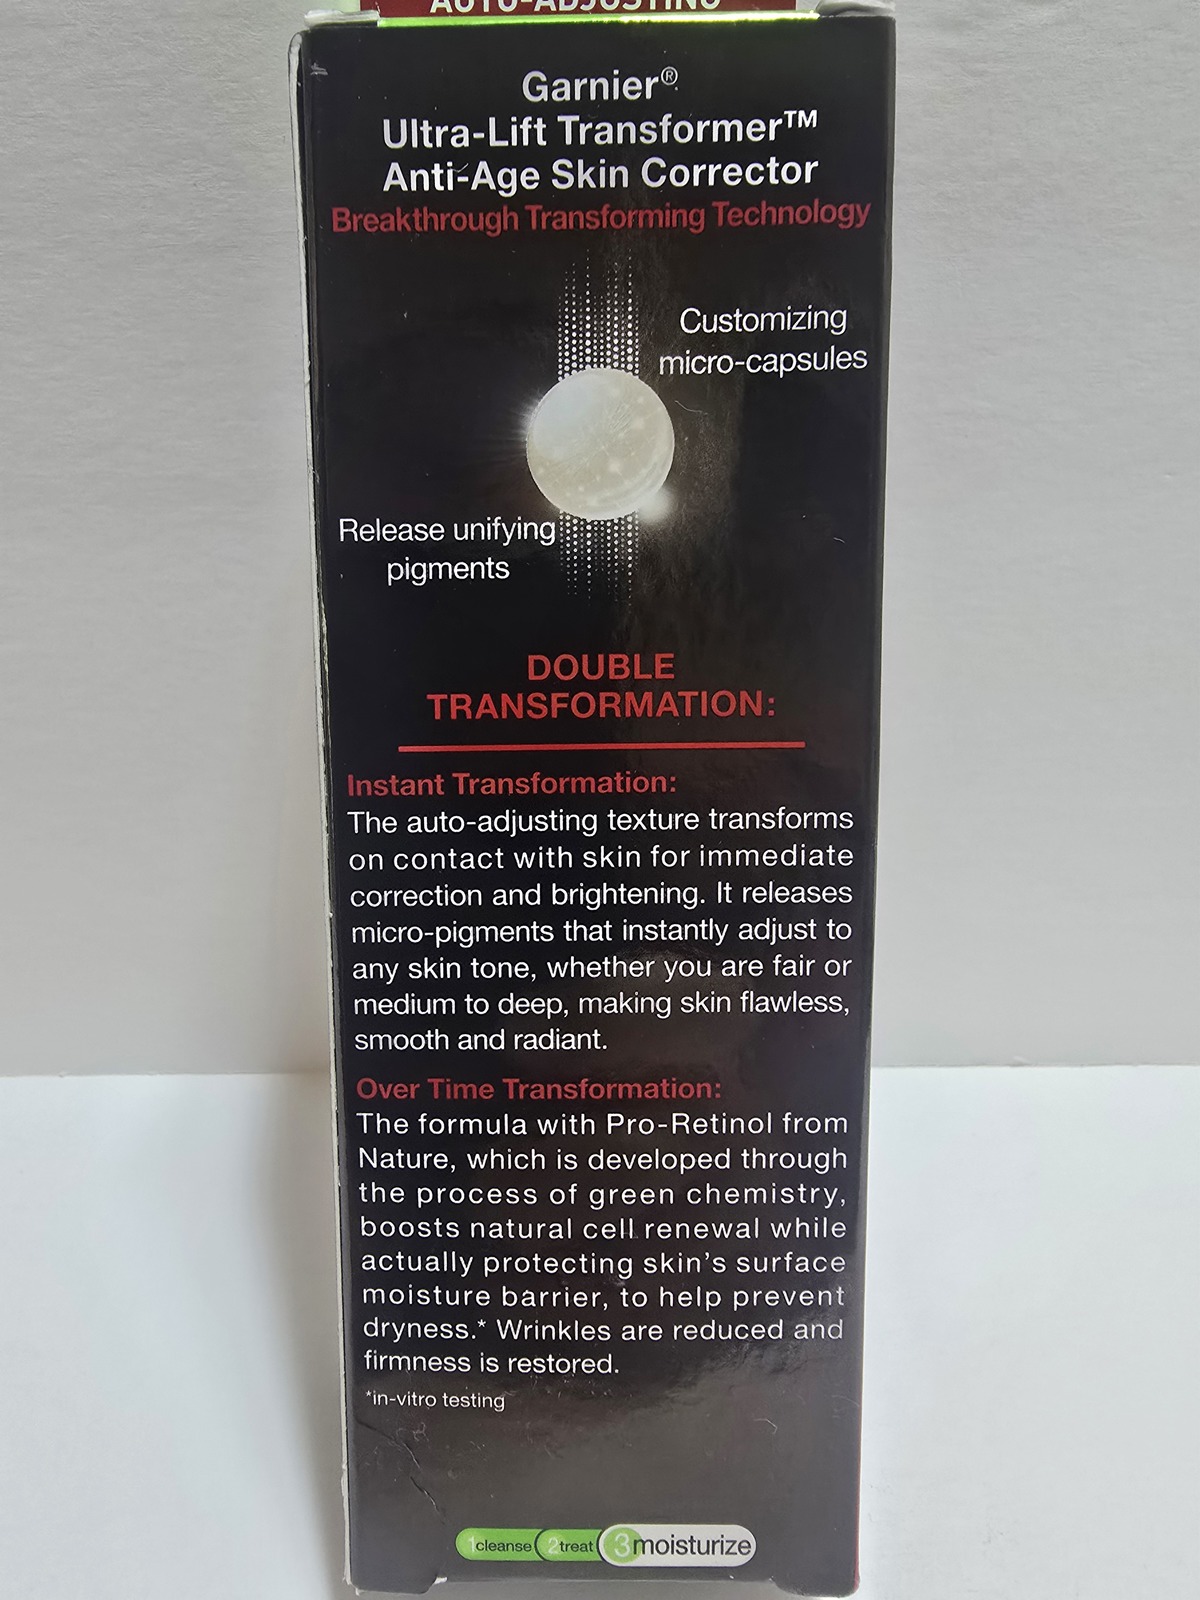 AUTO-ADJUSTING
Garnier®
Ultra-Lift Transformer™
Anti-Age Skin Corrector
Breakthrough Transforming Technology
Customizing
micro-capsules
Release unifying
pigments
DOUBLE
TRANSFORMATION:
Instant Transformation:
The auto-adjusting texture transforms
on contact with skin for immediate
correction and brightening. It releases
micro-pigments that instantly adjust to
any skin tone, whether you are fair or
medium to deep, making skin flawless,
smooth and radiant.
Over Time Transformation:
The formula with Pro-Retinol from
Nature, which is developed through
the process of green chemistry,
boosts natural cell renewal while
actually protecting skin's surface
moisture barrier, to help prevent
dryness.* Wrinkles are reduced and
firmness is restored.
*in-vitro testing
1cleanse 2treat 3moisturize